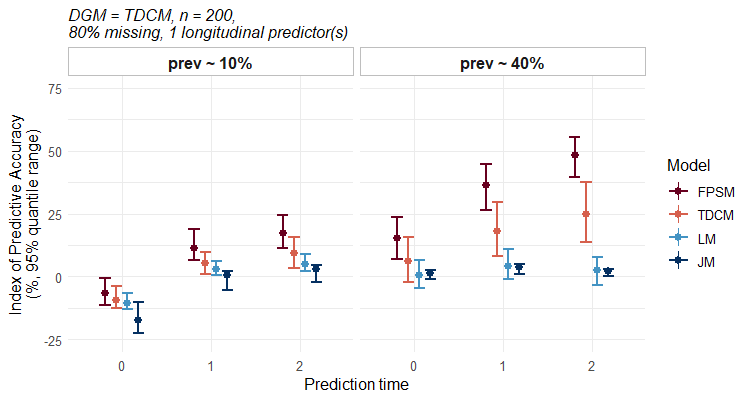 DGM = TDCM, n = 200,
80% missing, 1 longitudinal predictor(s)
prev ~ 10%
prev ~ 40%
Index of Predictive Accuracy
(%, 95% quantile range)
75
50
25
0
-25
0 1 2
0 1 2
Prediction time
Model
FPSM
TDCM
LM
JM